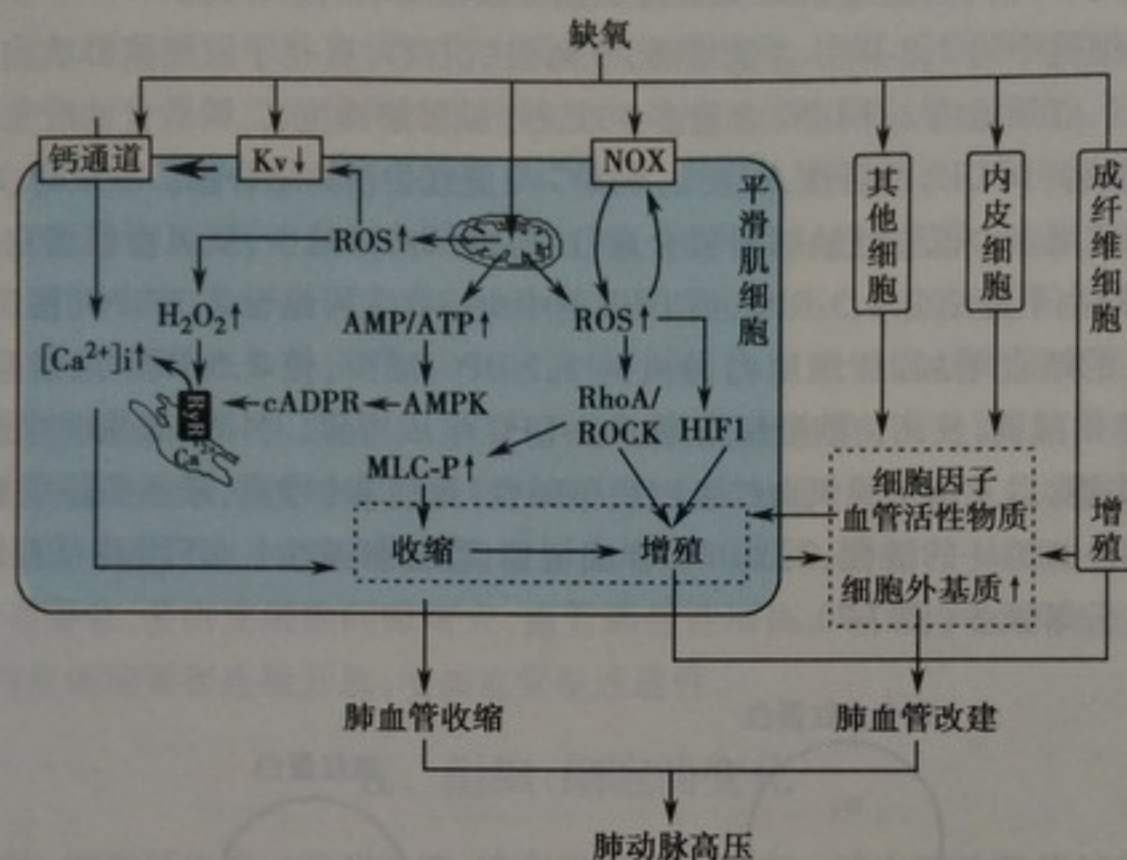 缺氧
钙通道
Kv↓
NOX
平滑肌细胞
其他细胞
内皮细胞
成纤维细胞
增殖
ROS↑
H₂O₂↑
AMP/ATP↑
ROS↑
[Ca²⁺]i↑
RyR
cADPR
AMPK
RhoA/
ROCK
HIF1
Ca²⁺
MLC-P↑
收缩
增殖
细胞因子
血管活性物质
细胞外基质↑
肺血管收缩
肺血管改建
肺动脉高压